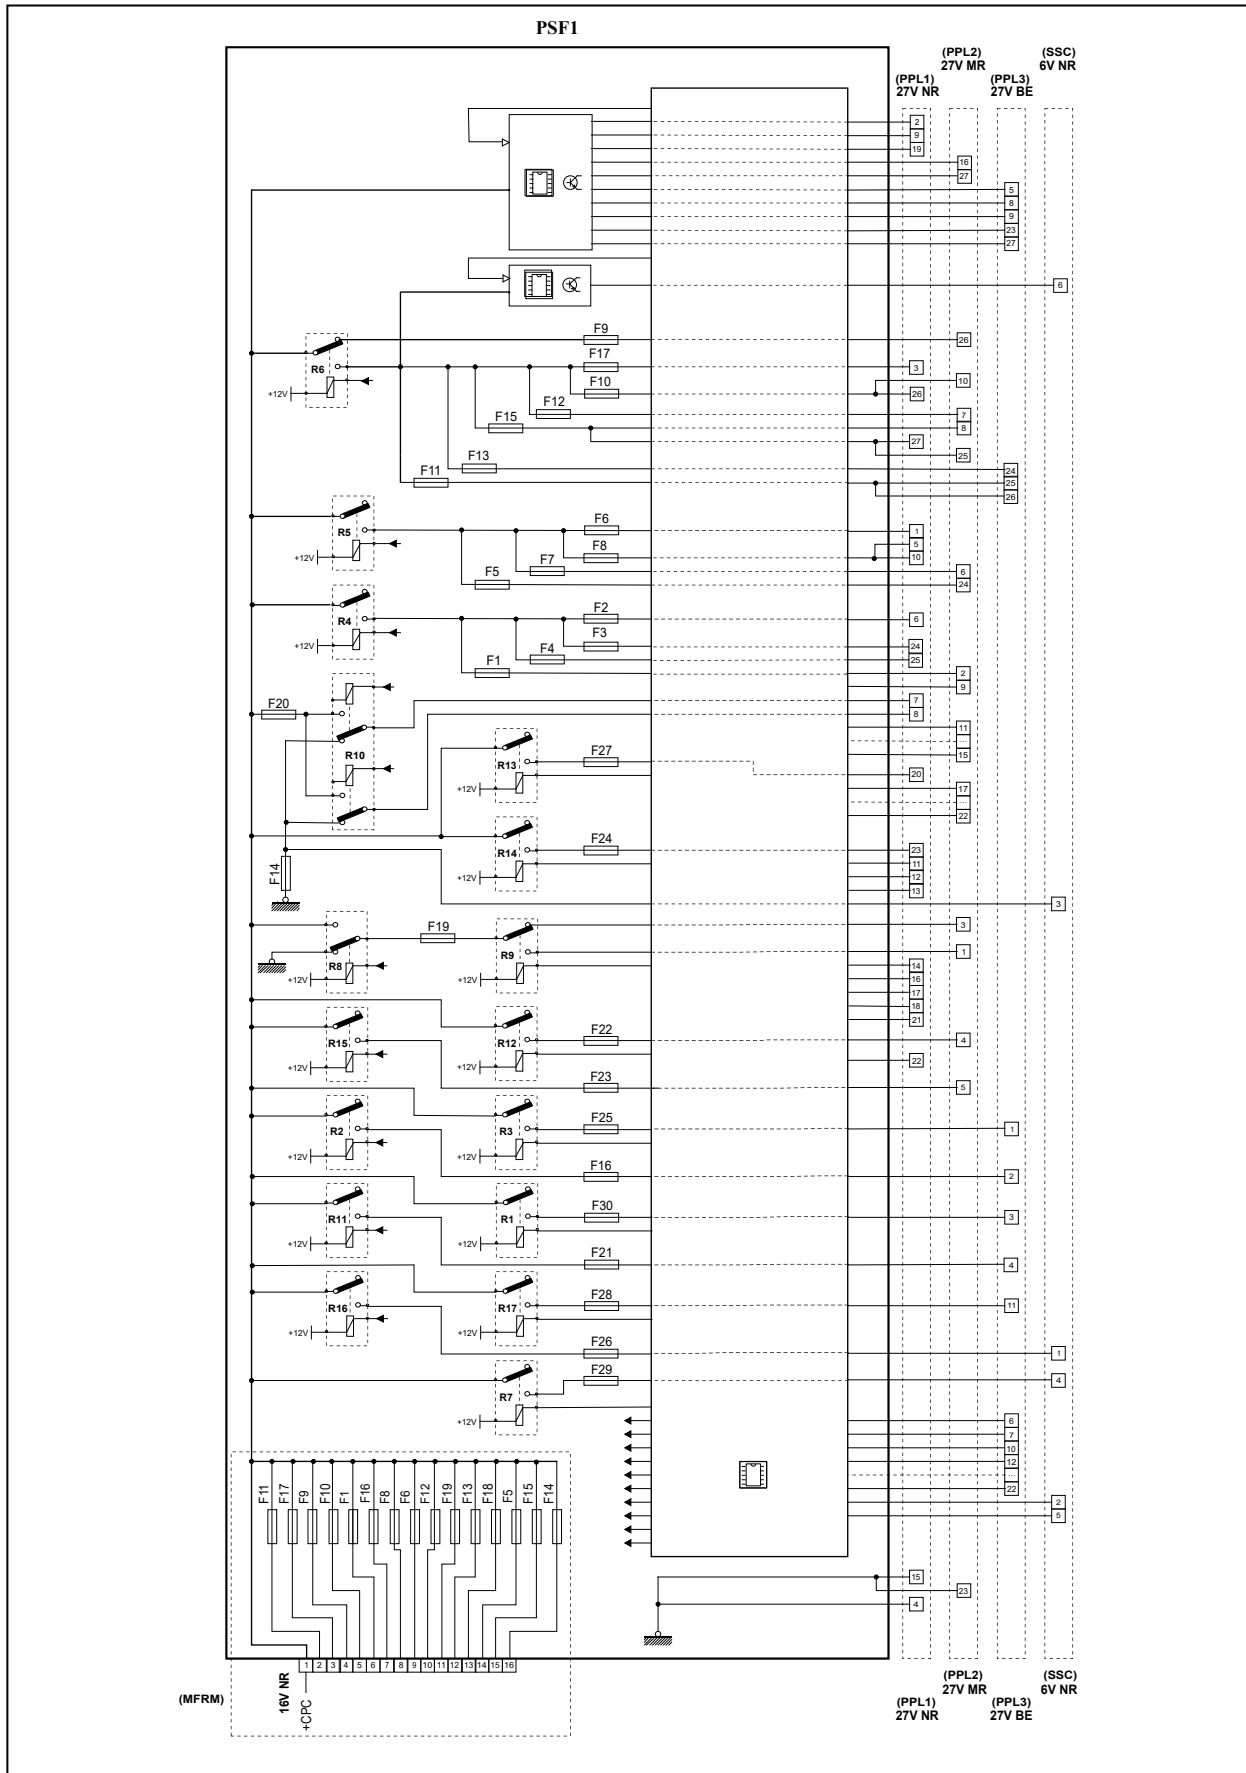 PSF1
(PPL2)
27V MR
(SSC)
6V NR
(PPL1)
27V NR
(PPL3)
27V BE
2
9
19
16
27
5
8
9
23
27
6
F9
26
R6
F17
3
+12V
F10
10
26
F12
7
F15
8
27
25
F13
24
F11
25
26
R5
F6
1
5
+12V
F8
10
F7
6
F5
24
R4
F2
6
+12V
F3
24
F4
25
F1
2
9
F20
7
8
11
...
15
R10
R13
F27
20
+12V
17
...
22
R14
F24
23
11
+12V
12
13
F14
3
F19
3
R8
R9
1
+12V
+12V
14
16
17
18
21
R15
R12
F22
4
+12V
+12V
22
F23
5
R2
R3
F25
1
+12V
+12V
F16
2
R11
R1
F30
3
+12V
+12V
F21
4
R16
R17
F28
11
+12V
+12V
F26
1
R7
F29
4
+12V
6
7
10
12
...
22
2
5
F11
F17
F9
F10
F1
F16
F8
F6
F12
F19
F13
F18
F5
F15
F14
15
23
4
1 2 3 4 5 6 7 8 9 10 11 12 13 14 15 16
(MFRM)
16V NR
+CPC
(PPL2)
27V MR
(SSC)
6V NR
(PPL1)
27V NR
(PPL3)
27V BE